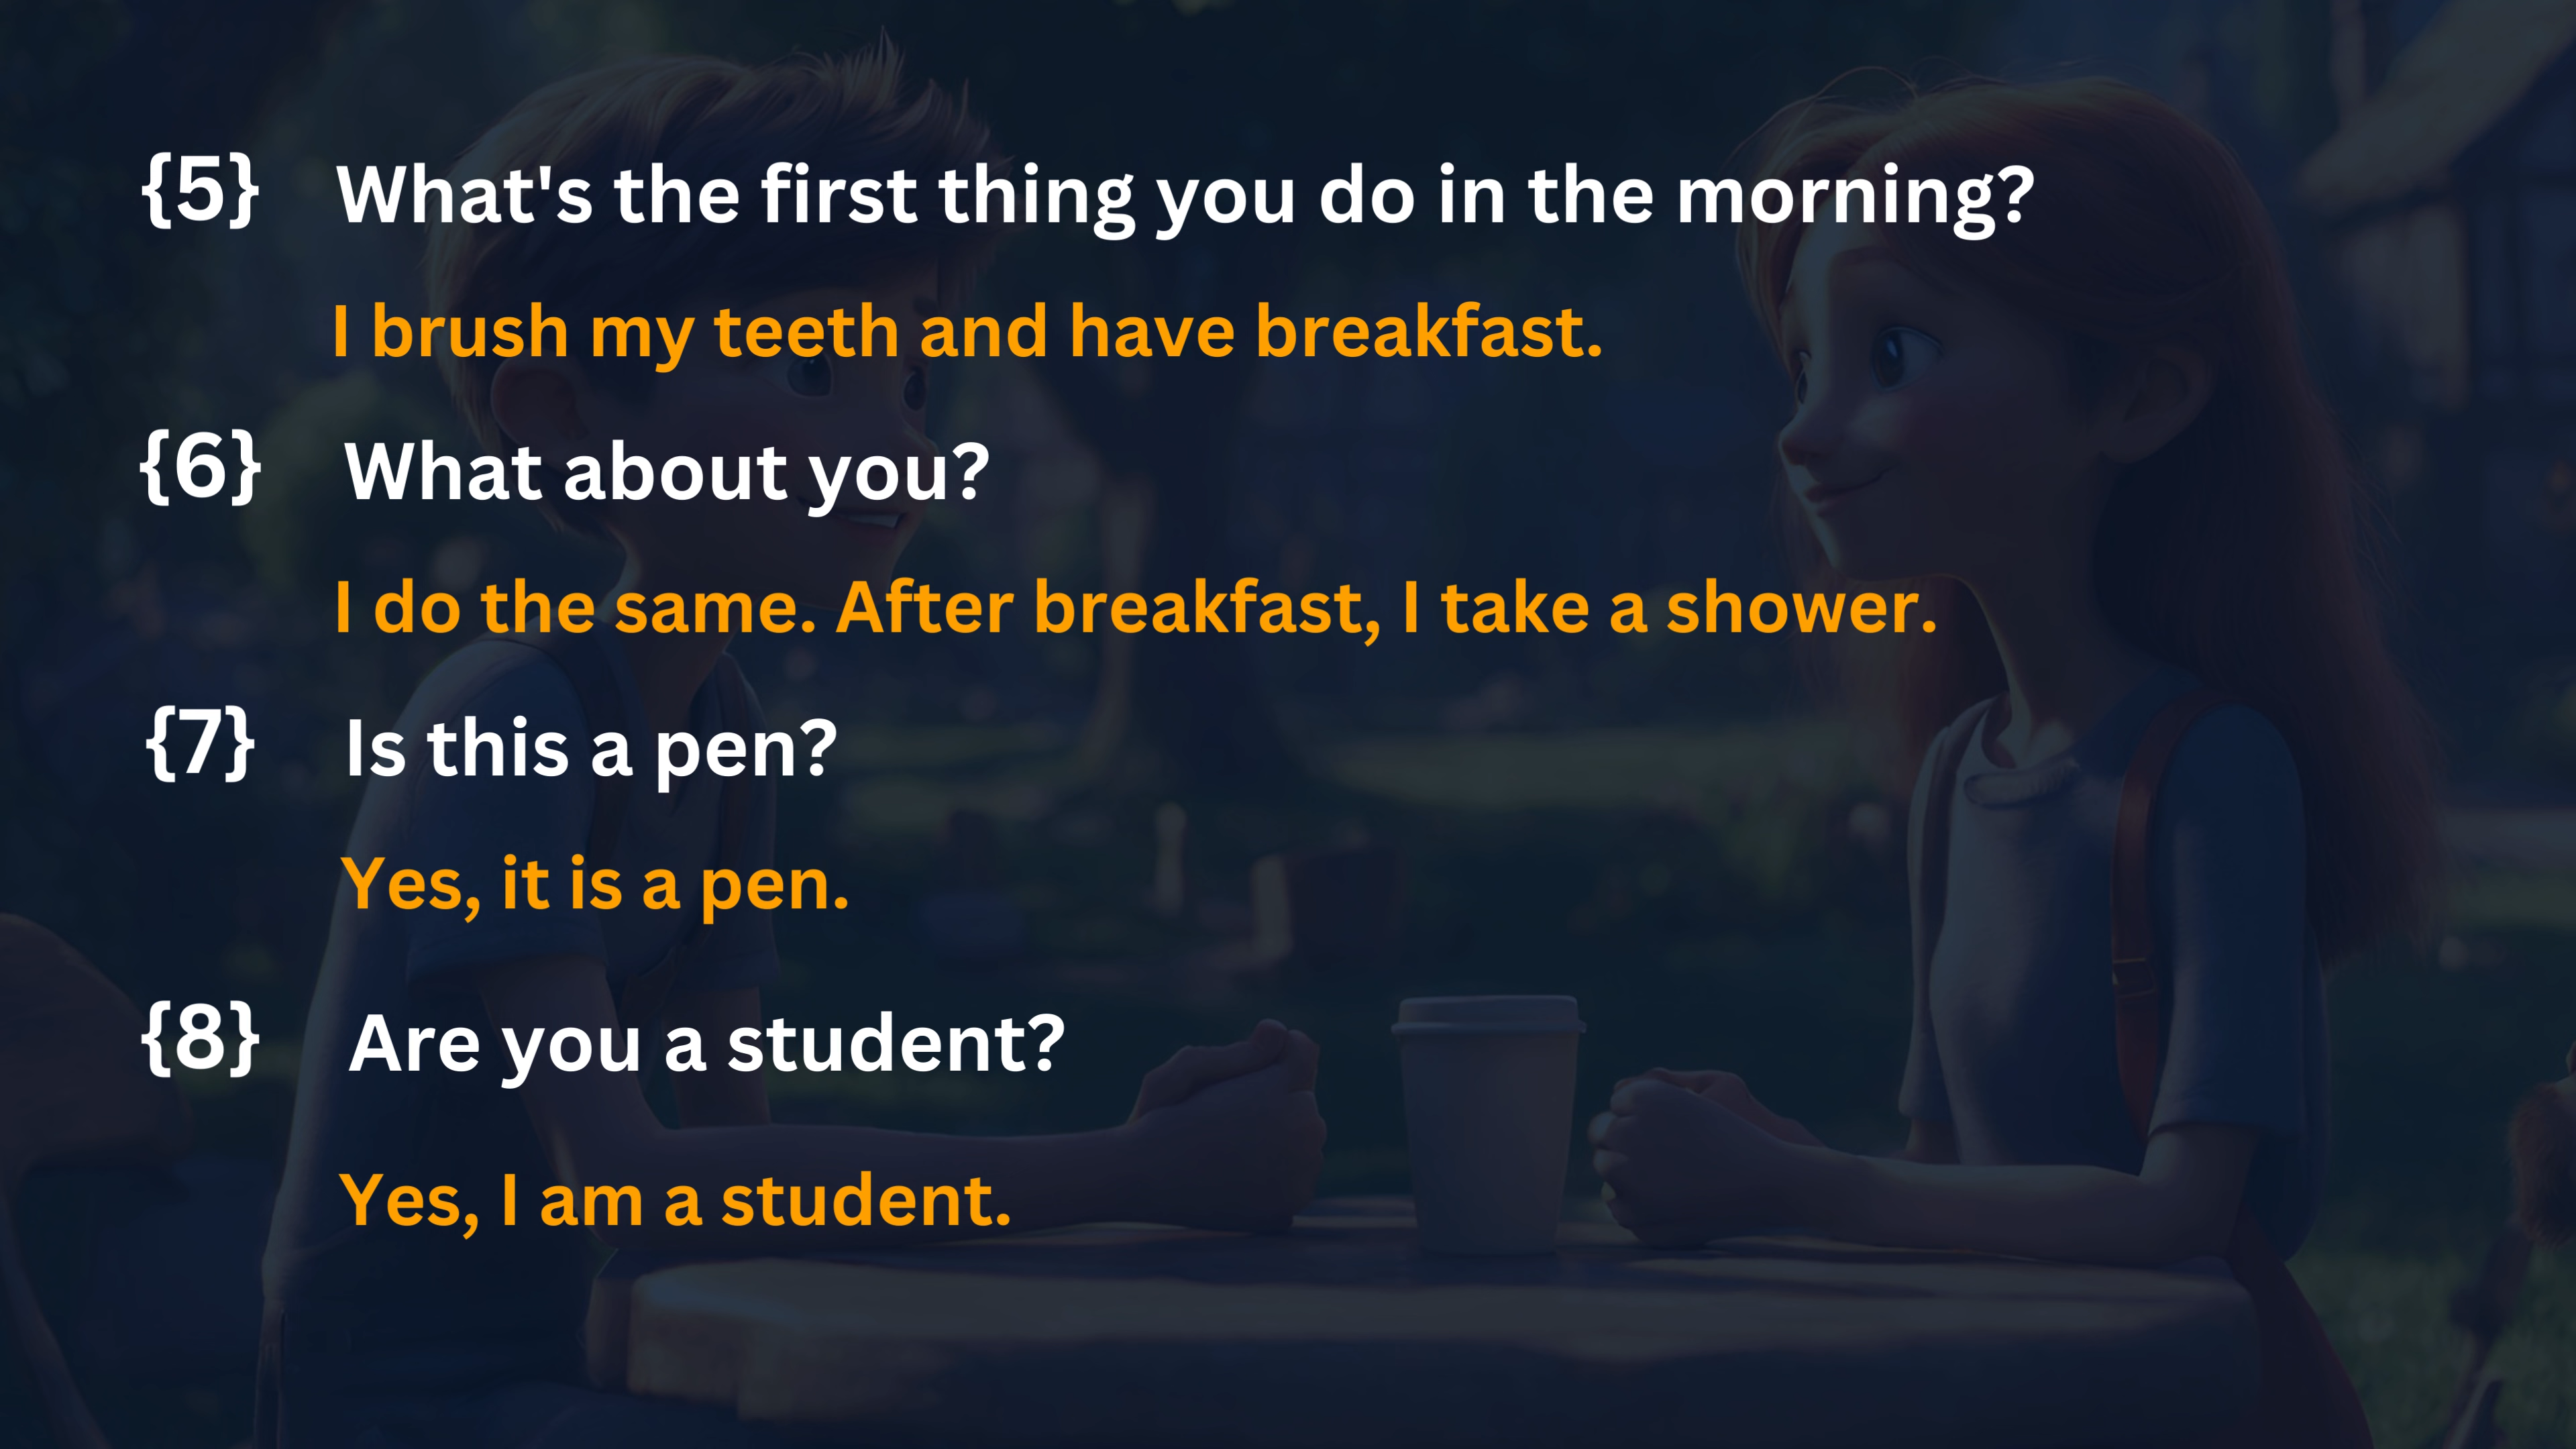 {5} What's the first thing you do in the morning?
I brush my teeth and have breakfast.
{6} What about you?
I do the same. After breakfast, I take a shower.
{7} Is this a pen?
Yes, it is a pen.
{8} Are you a student?
Yes, I am a student.